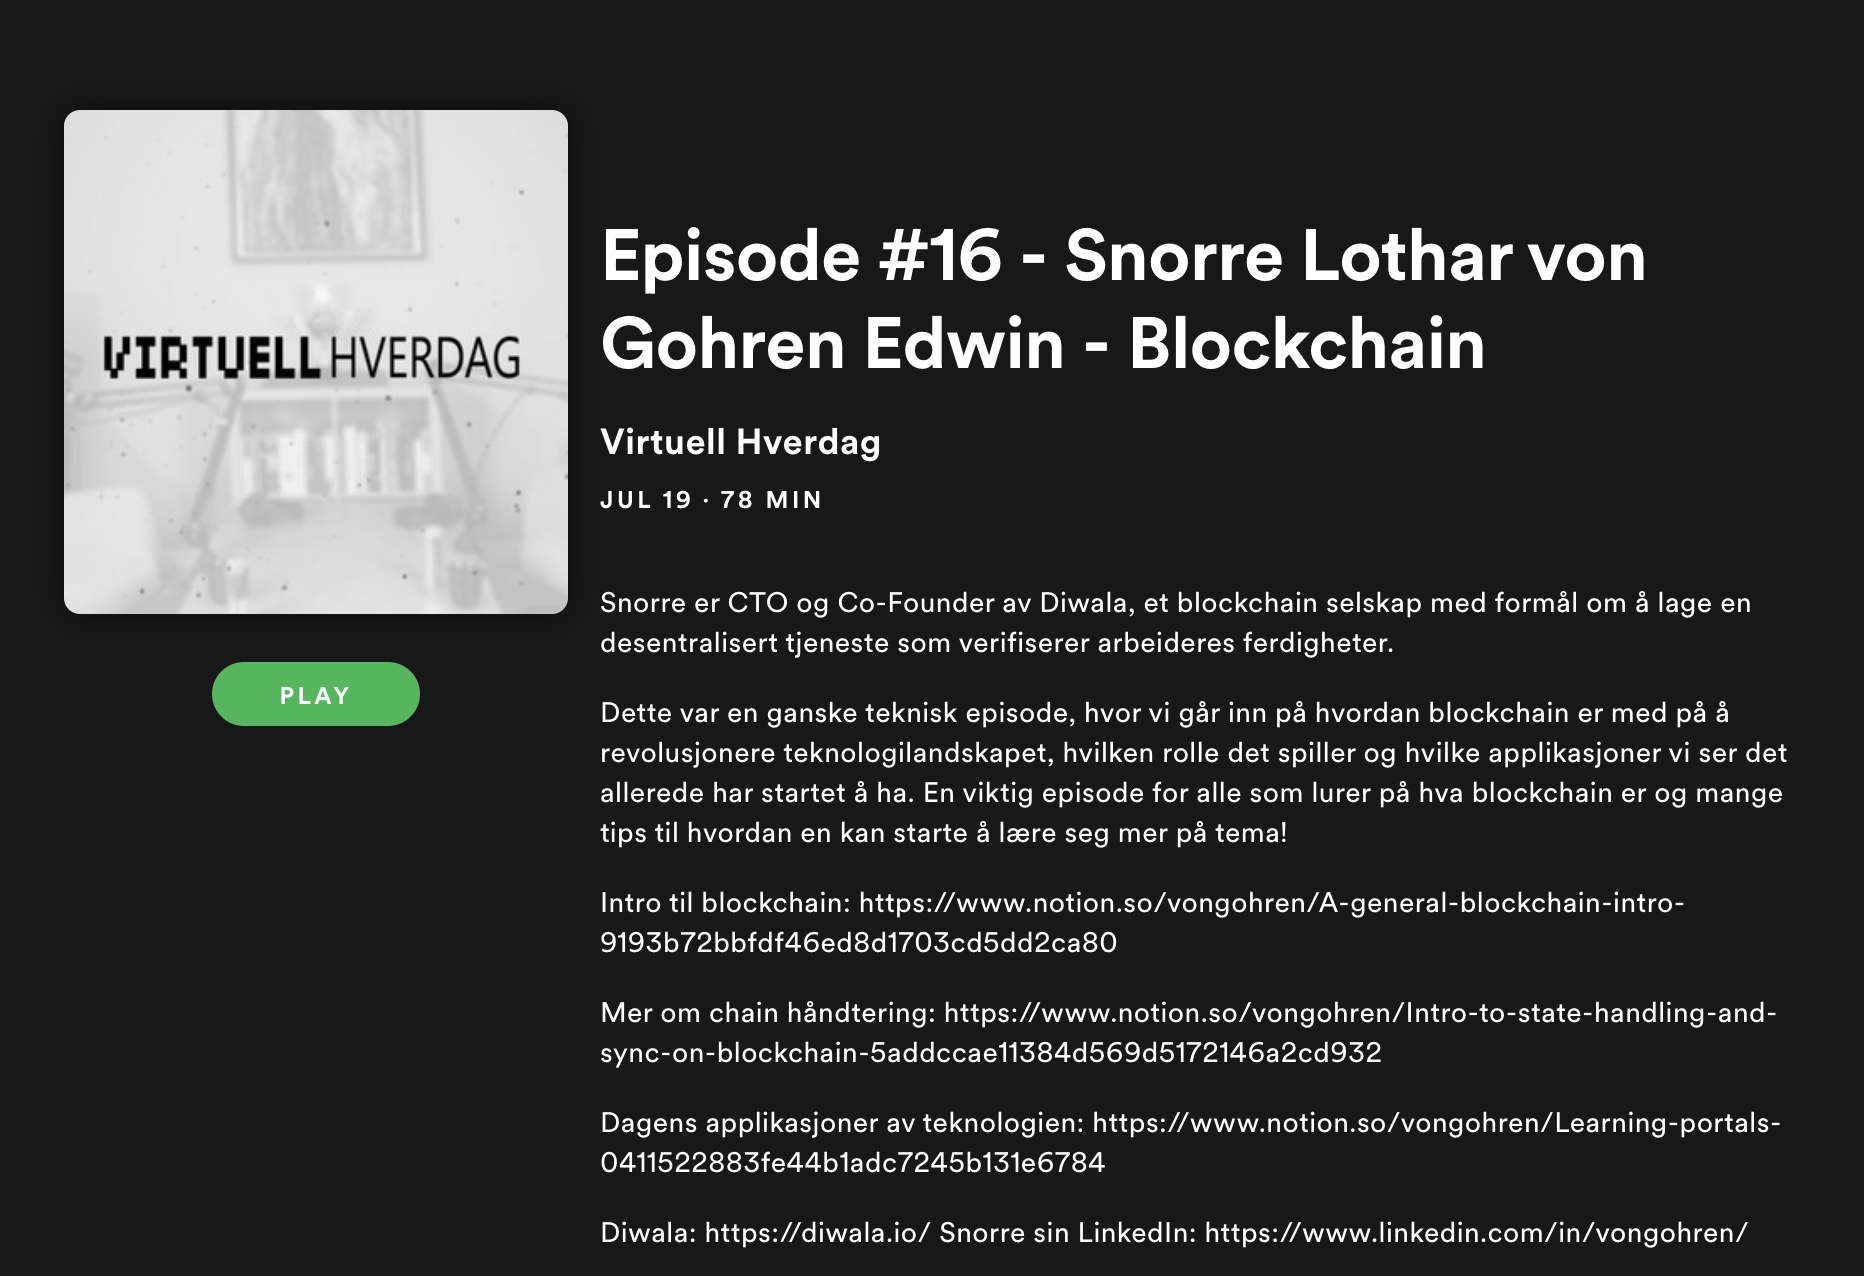 VIRTUELL HVERDAG
PLAY
Episode #16 - Snorre Lothar von
Gohren Edwin - Blockchain
Virtuell Hverdag
JUL 19 · 78 MIN
Snorre er CTO og Co-Founder av Diwala, et blockchain selskap med formål om å lage en
desentralisert tjeneste som verifiserer arbeideres ferdigheter.
Dette var en ganske teknisk episode, hvor vi går inn på hvordan blockchain er med på å
revolusjonere teknologilandskapet, hvilken rolle det spiller og hvilke applikasjoner vi ser det
allerede har startet å ha. En viktig episode for alle som lurer på hva blockchain er og mange
tips til hvordan en kan starte å lære seg mer på tema!
Intro til blockchain: https://www.notion.so/vongohren/A-general-blockchain-intro-
9193b72bbfdf46ed8d1703cd5dd2ca80
Mer om chain håndtering: https://www.notion.so/vongohren/Intro-to-state-handling-and-
sync-on-blockchain-5addccae11384d569d5172146a2cd932
Dagens applikasjoner av teknologien: https://www.notion.so/vongohren/Learning-portals-
0411522883fe44b1adc7245b131e6784
Diwala: https://diwala.io/ Snorre sin LinkedIn: https://www.linkedin.com/in/vongohren/